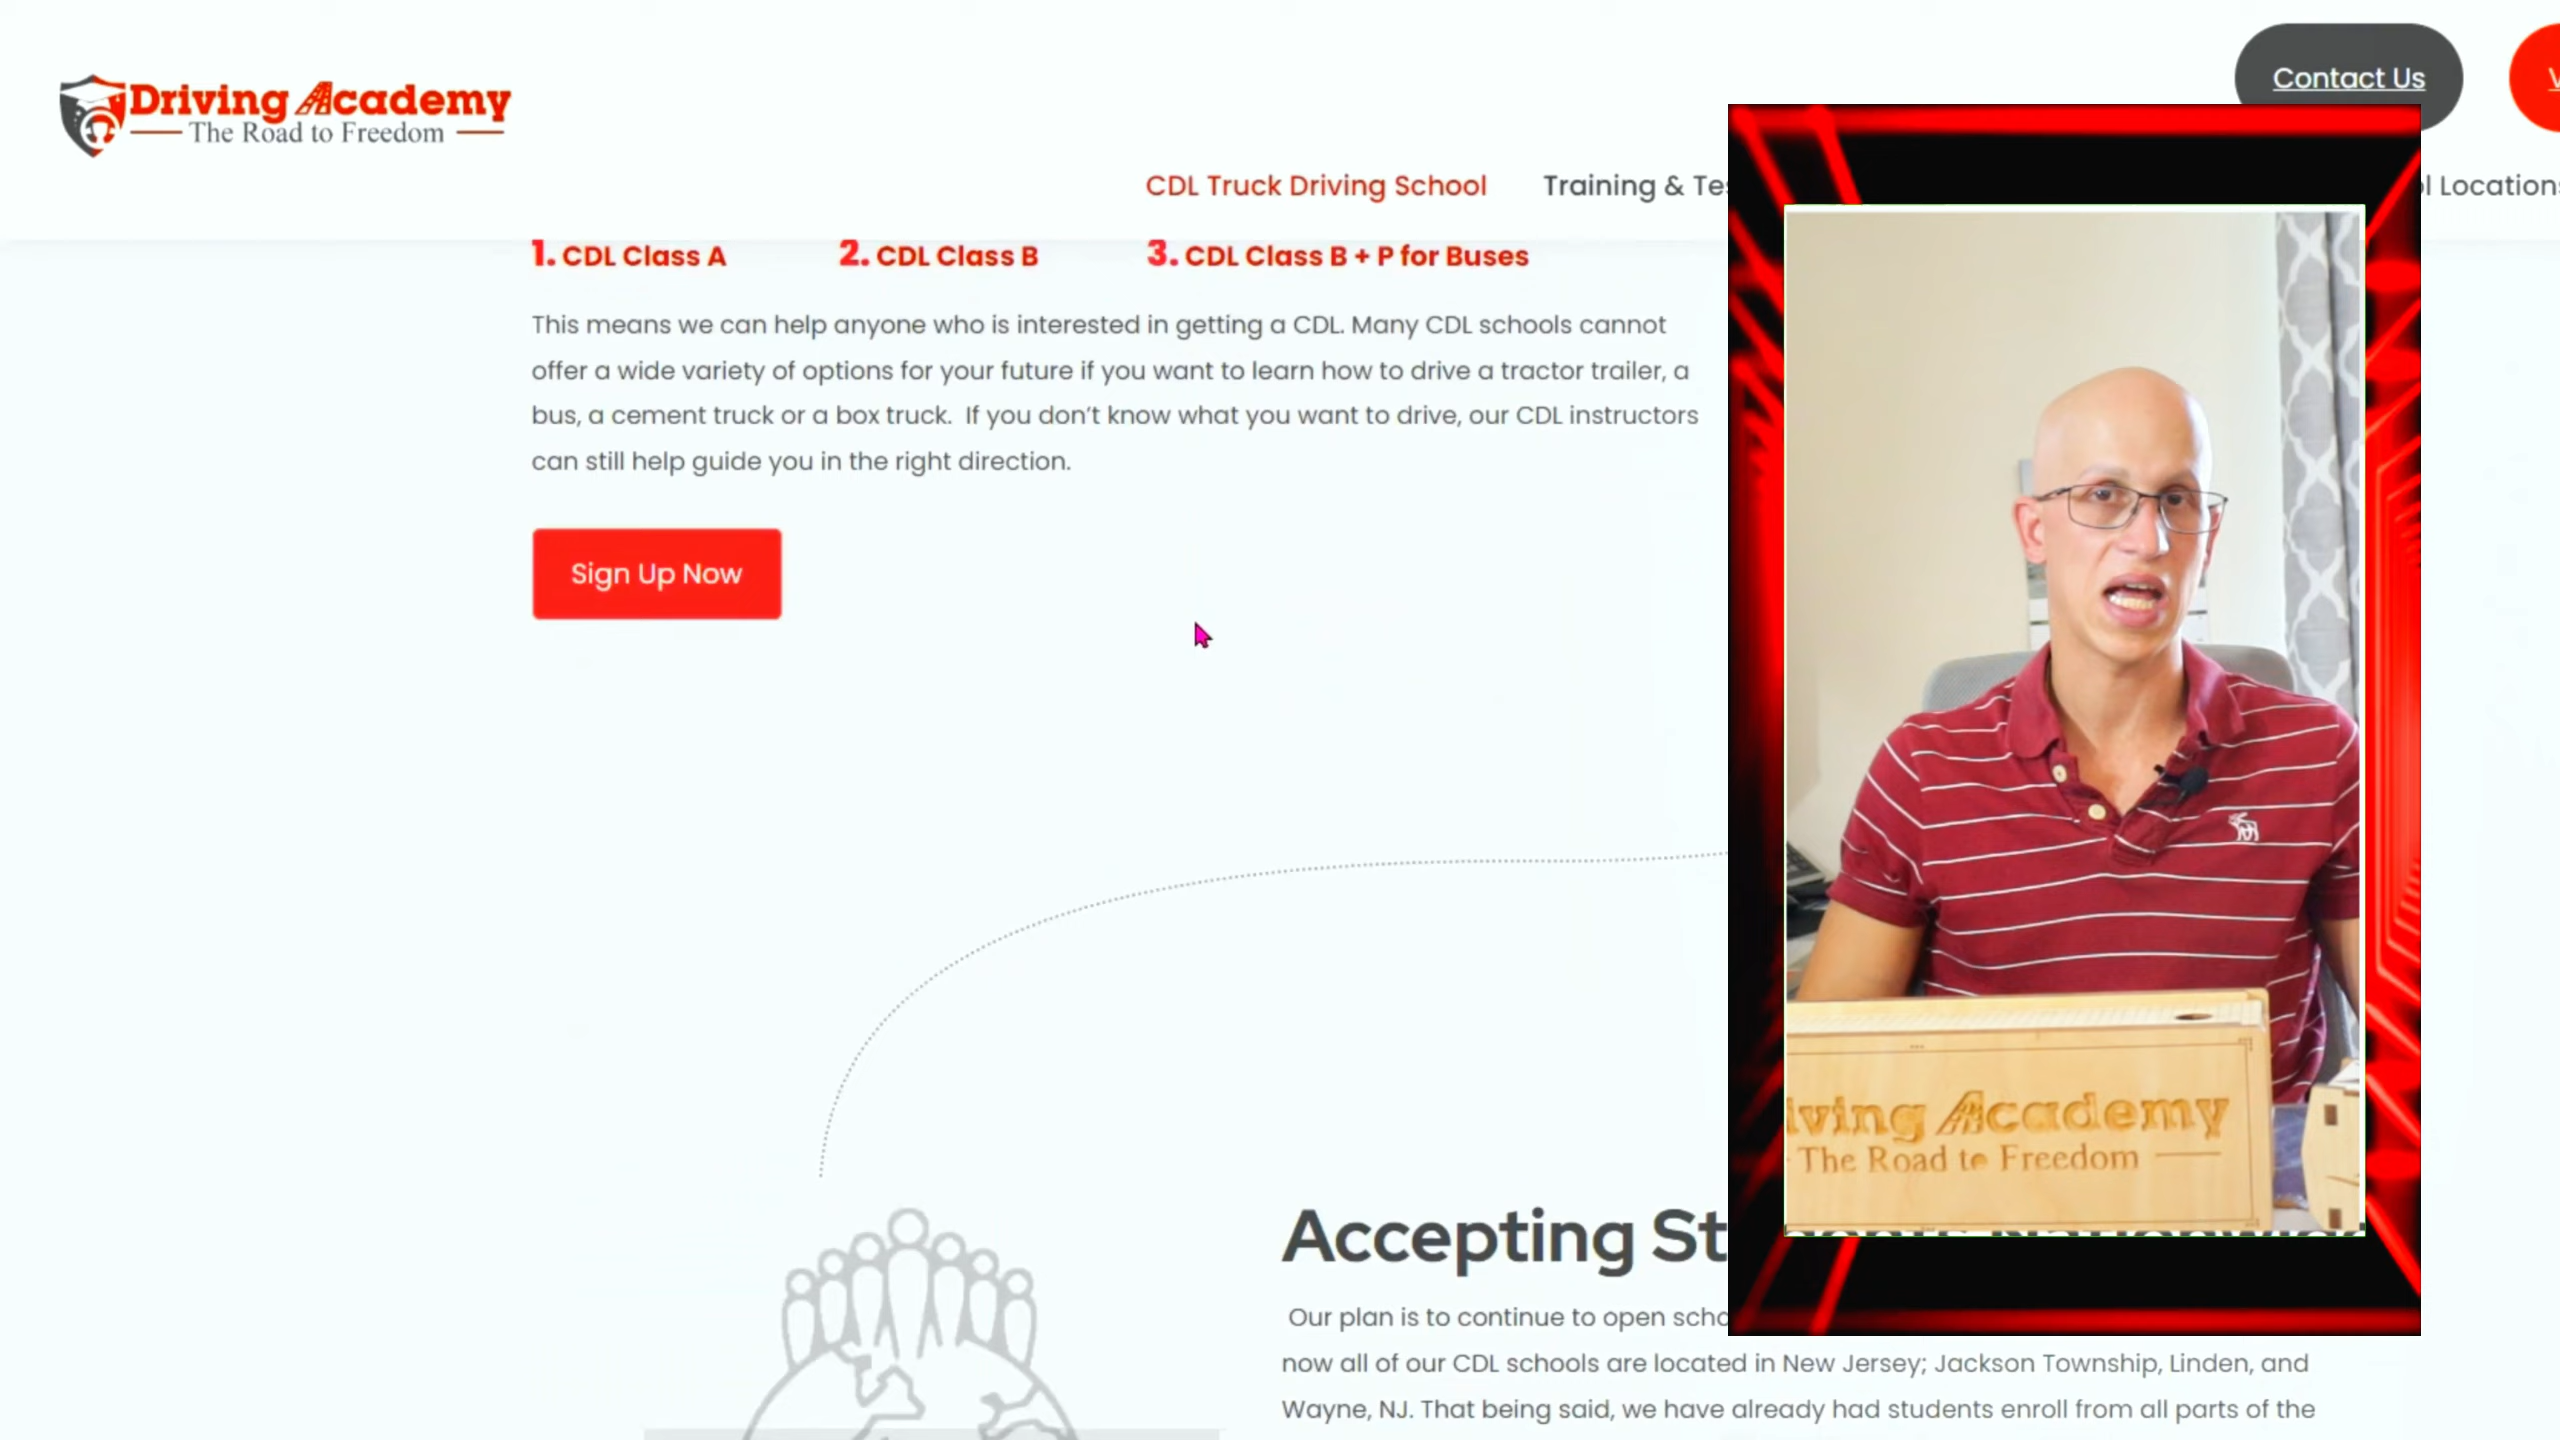 Contact Us
Driving Academy
The Road to Freedom
CDL Truck Driving School Training & Locations
1. CDL Class A 2. CDL Class B 3. CDL Class B + P for Buses
This means we can help anyone who is interested in getting a CDL. Many CDL schools cannot
offer a wide variety of options for your future if you want to learn how to drive a tractor trailer, a
bus, a cement truck or a box truck. If you don't know what you want to drive, our CDL instructors
can still help guide you in the right direction.
Sign Up Now
Academy
The Road to Freedom
Accepting
Our plan is to continue to open
now all of our CDL schools are located in New Jersey; Jackson Township, Linden, and
Wayne, NJ. That being said, we have already had students enroll from all parts of the